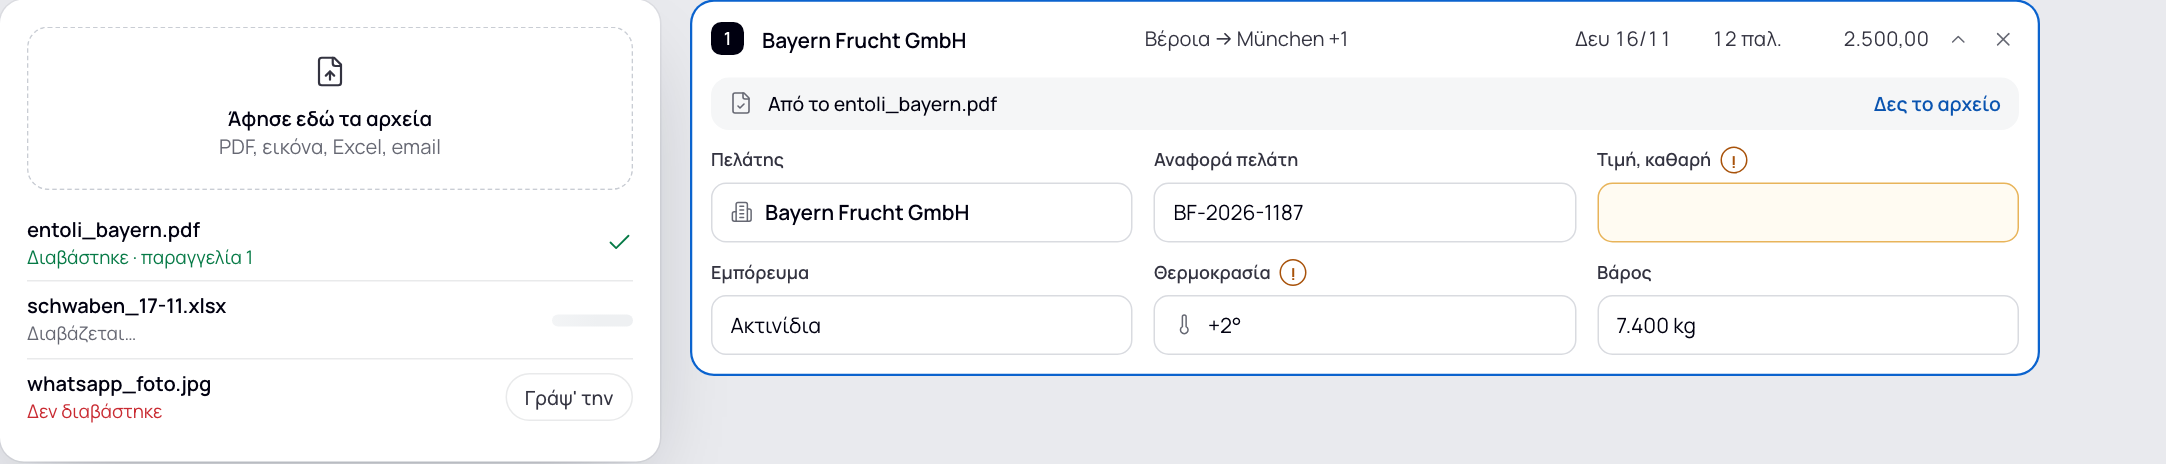 Άφησε εδώ τα αρχεία
PDF, εικόνα, Excel, email
entoli_bayern.pdf
Διαβάστηκε · παραγγελία 1
schwaben_17-11.xlsx
Διαβάζεται...
whatsapp_foto.jpg
Δεν διαβάστηκε
Γράψ' την
1 Bayern Frucht GmbH Βέροια → München +1 Δευ 16/11 12 παλ. 2.500,00
Από το entoli_bayern.pdf Δες το αρχείο
Πελάτης Αναφορά πελάτη Τιμή, καθαρή
Bayern Frucht GmbH BF-2026-1187
Εμπόρευμα Θερμοκρασία Βάρος
Ακτινίδια +2° 7.400 kg